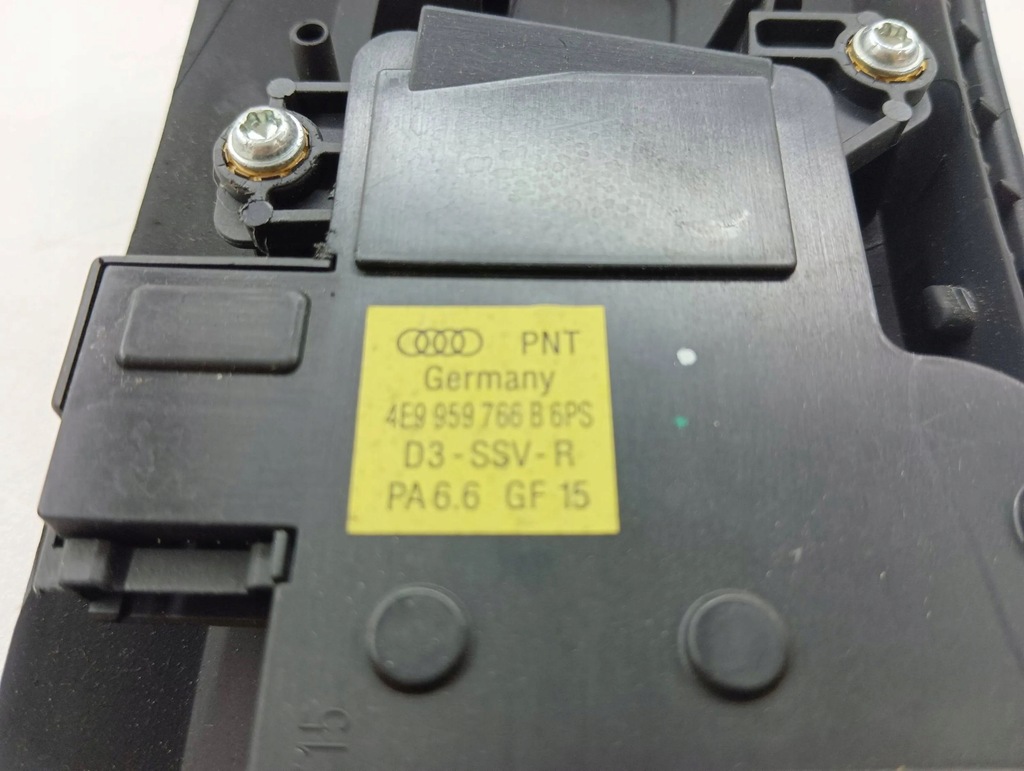 PNT
Germany
4E9 959 766 B 6PS
D3-SSV-R
PA 6.6 GF 15
15